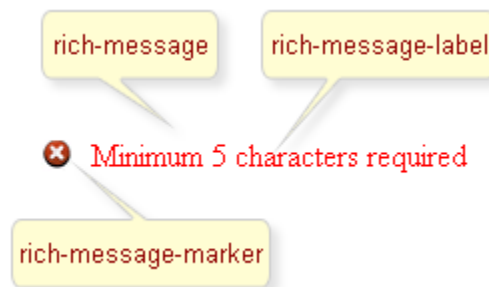 rich-message
rich-message-label
Minimum 5 characters required
rich-message-marker